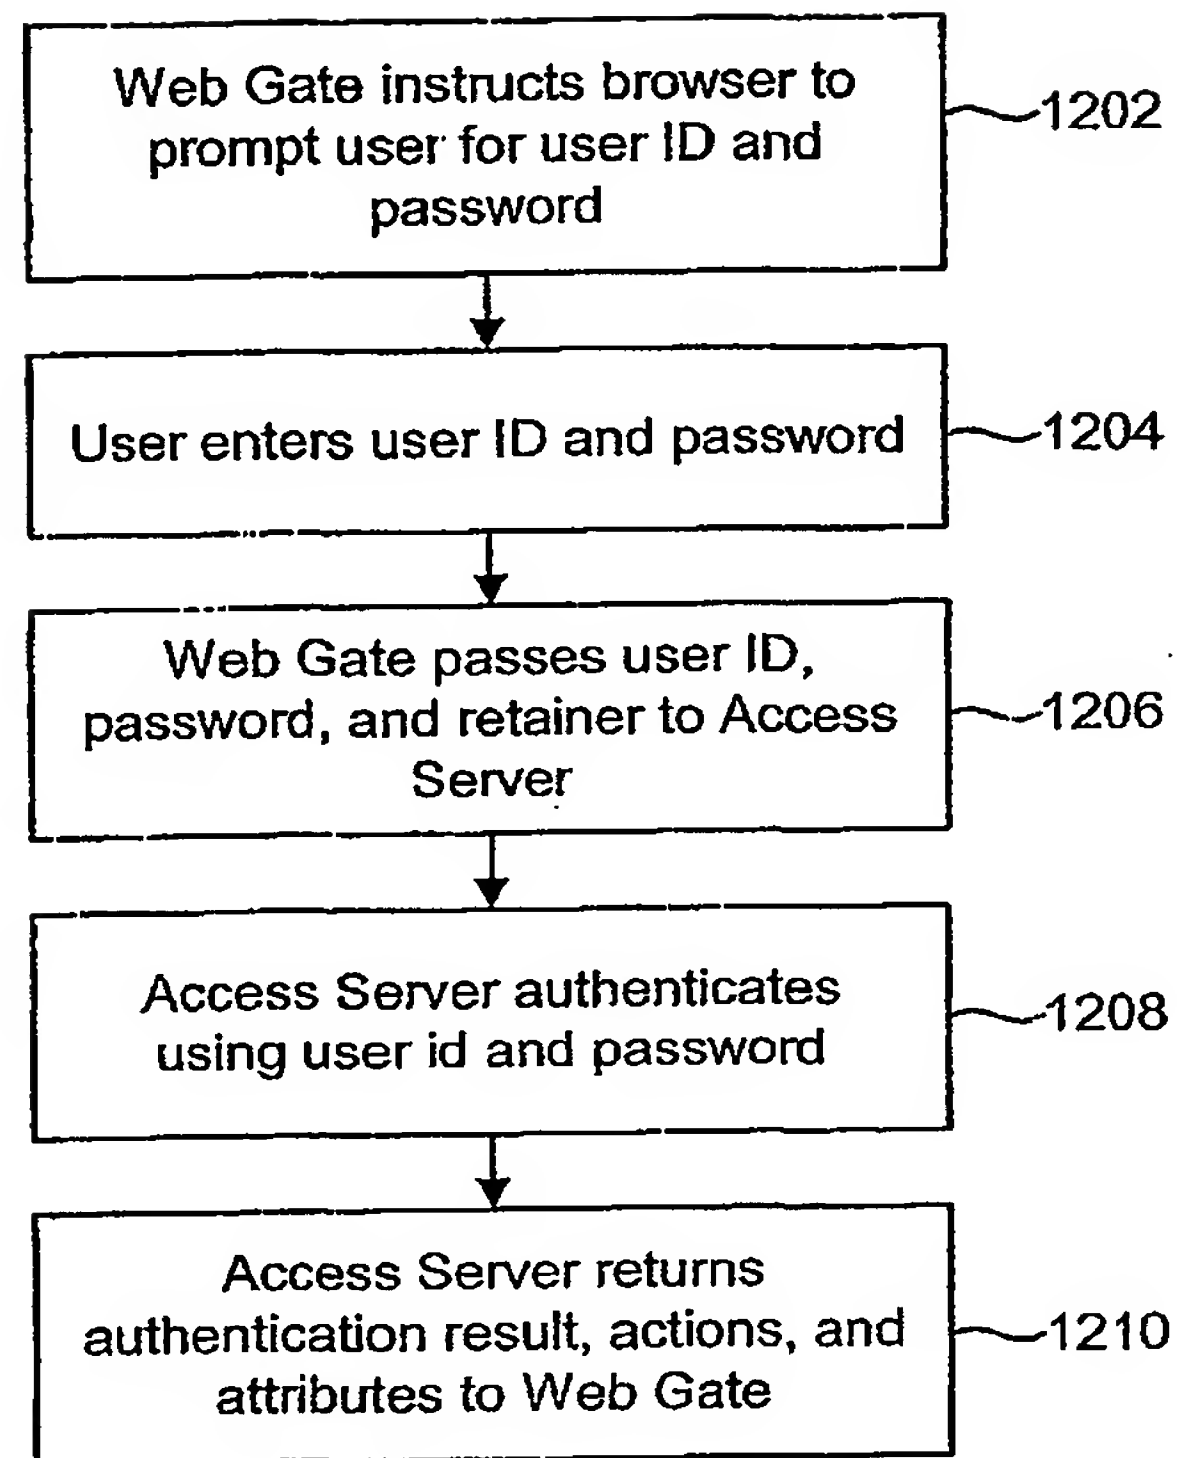 Web Gate instructs browser to
prompt user for user ID and
password
1202
User enters user ID and password
1204
Web Gate passes user ID,
password, and retainer to Access
Server
1206
Access Server authenticates
using user id and password
1208
Access Server returns
authentication result, actions, and
attributes to Web Gate
1210